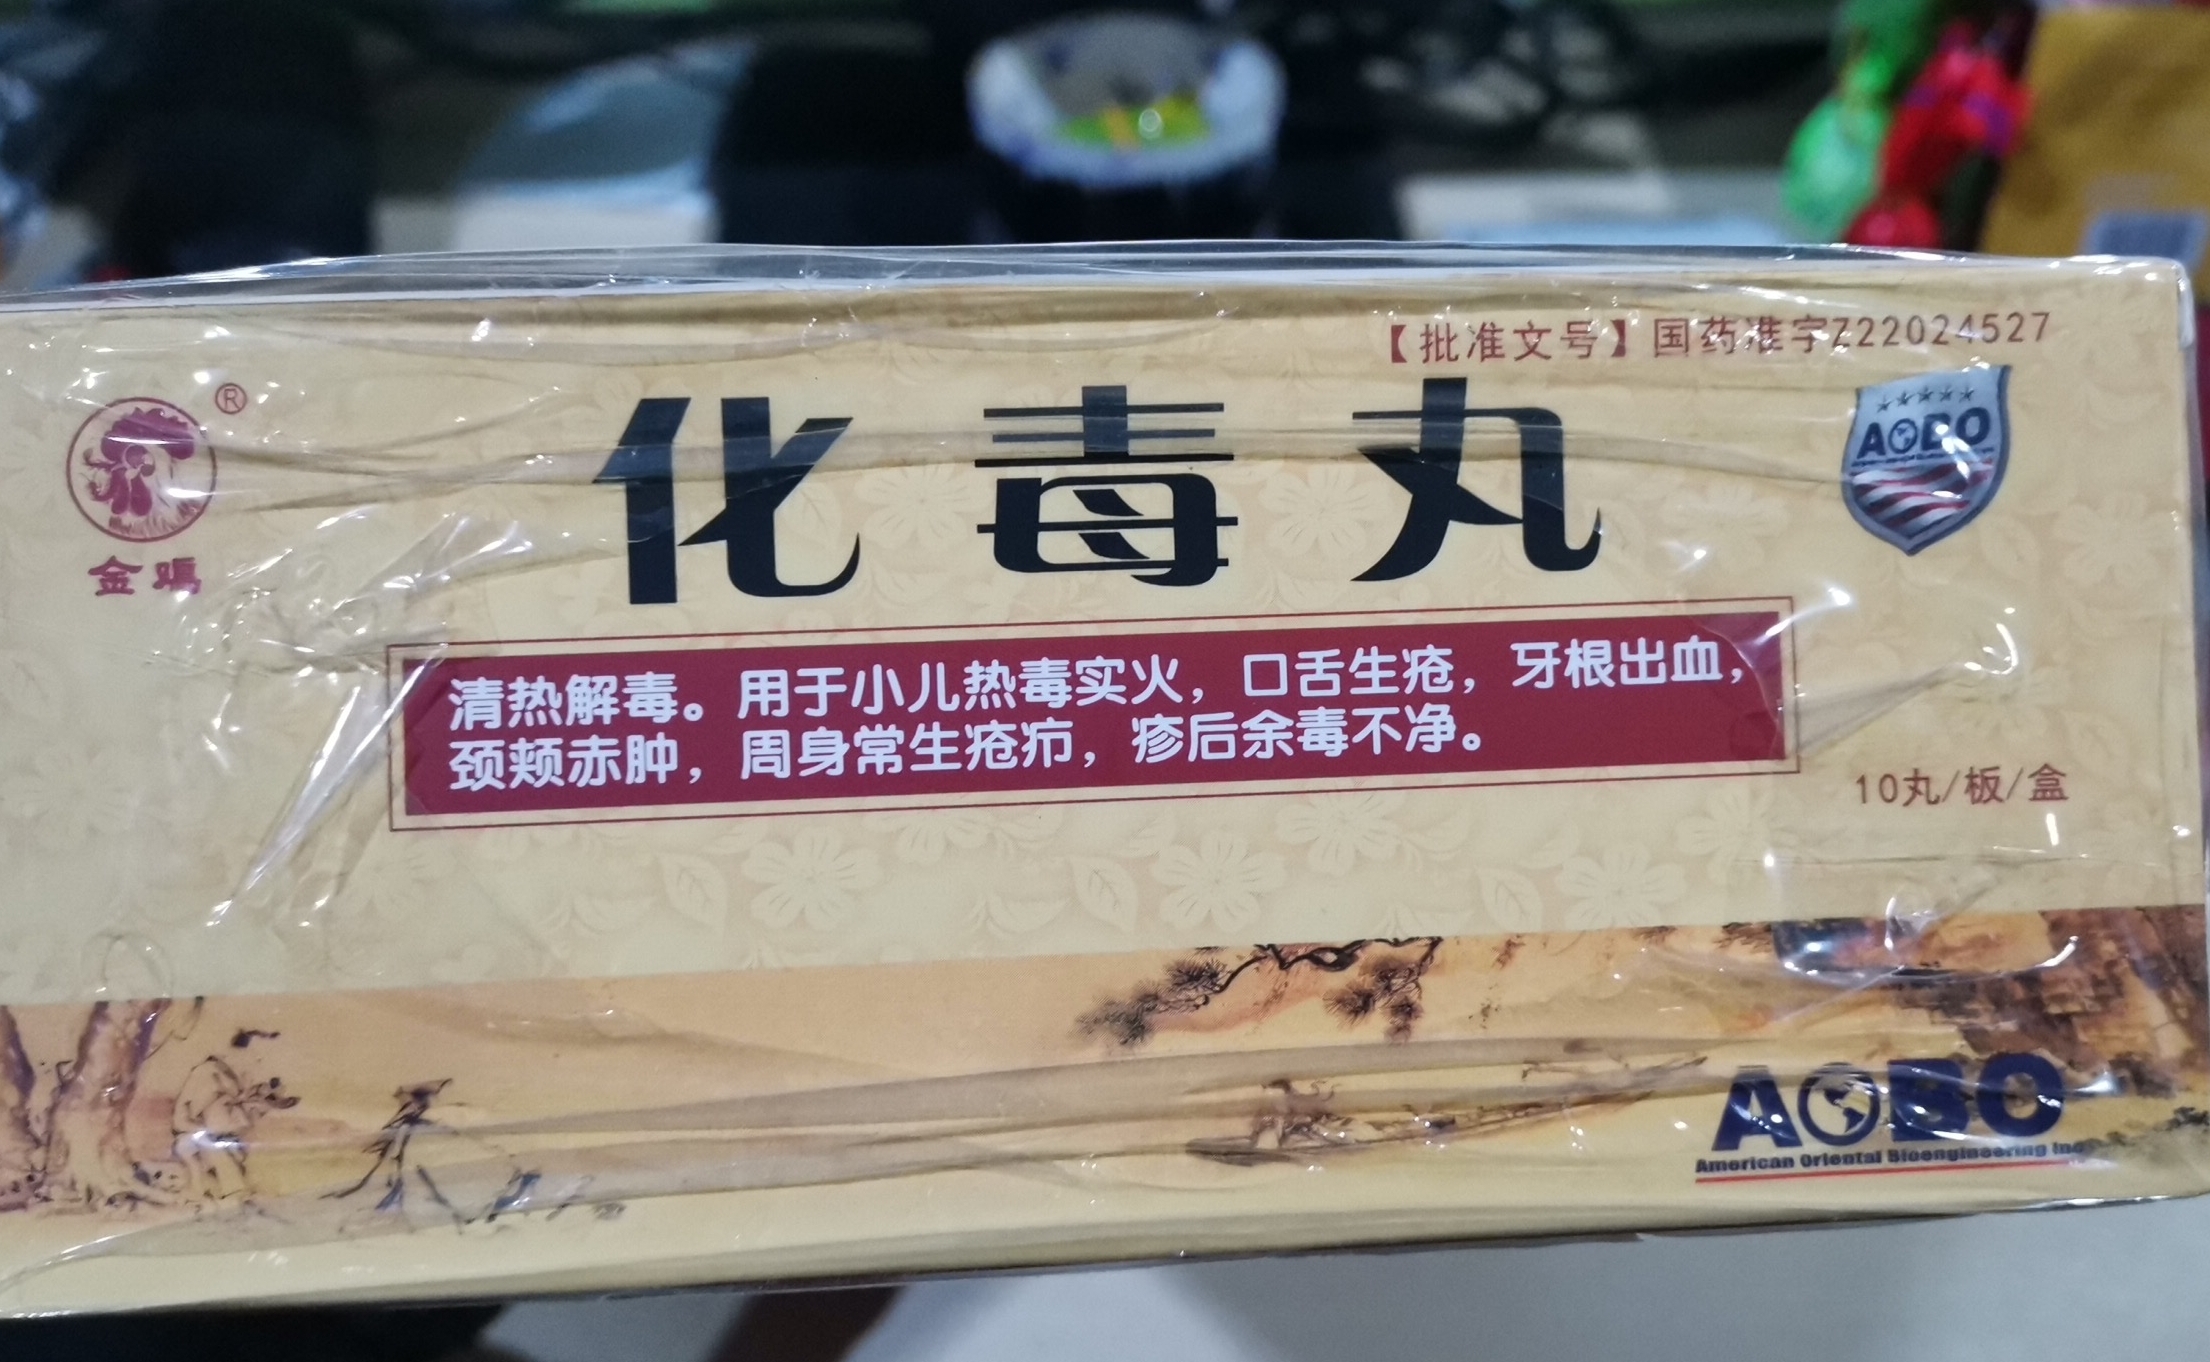 【批准文号】国药准字Z22024527
®
金鸡
化毒丸
AOBO
清热解毒。用于小儿热毒实火，口舌生疮，牙根出血，
颈颊赤肿，周身常生疮疖，疹后余毒不净。
10丸/板/盒
AOBO
American Oriental Bioengineering Inc